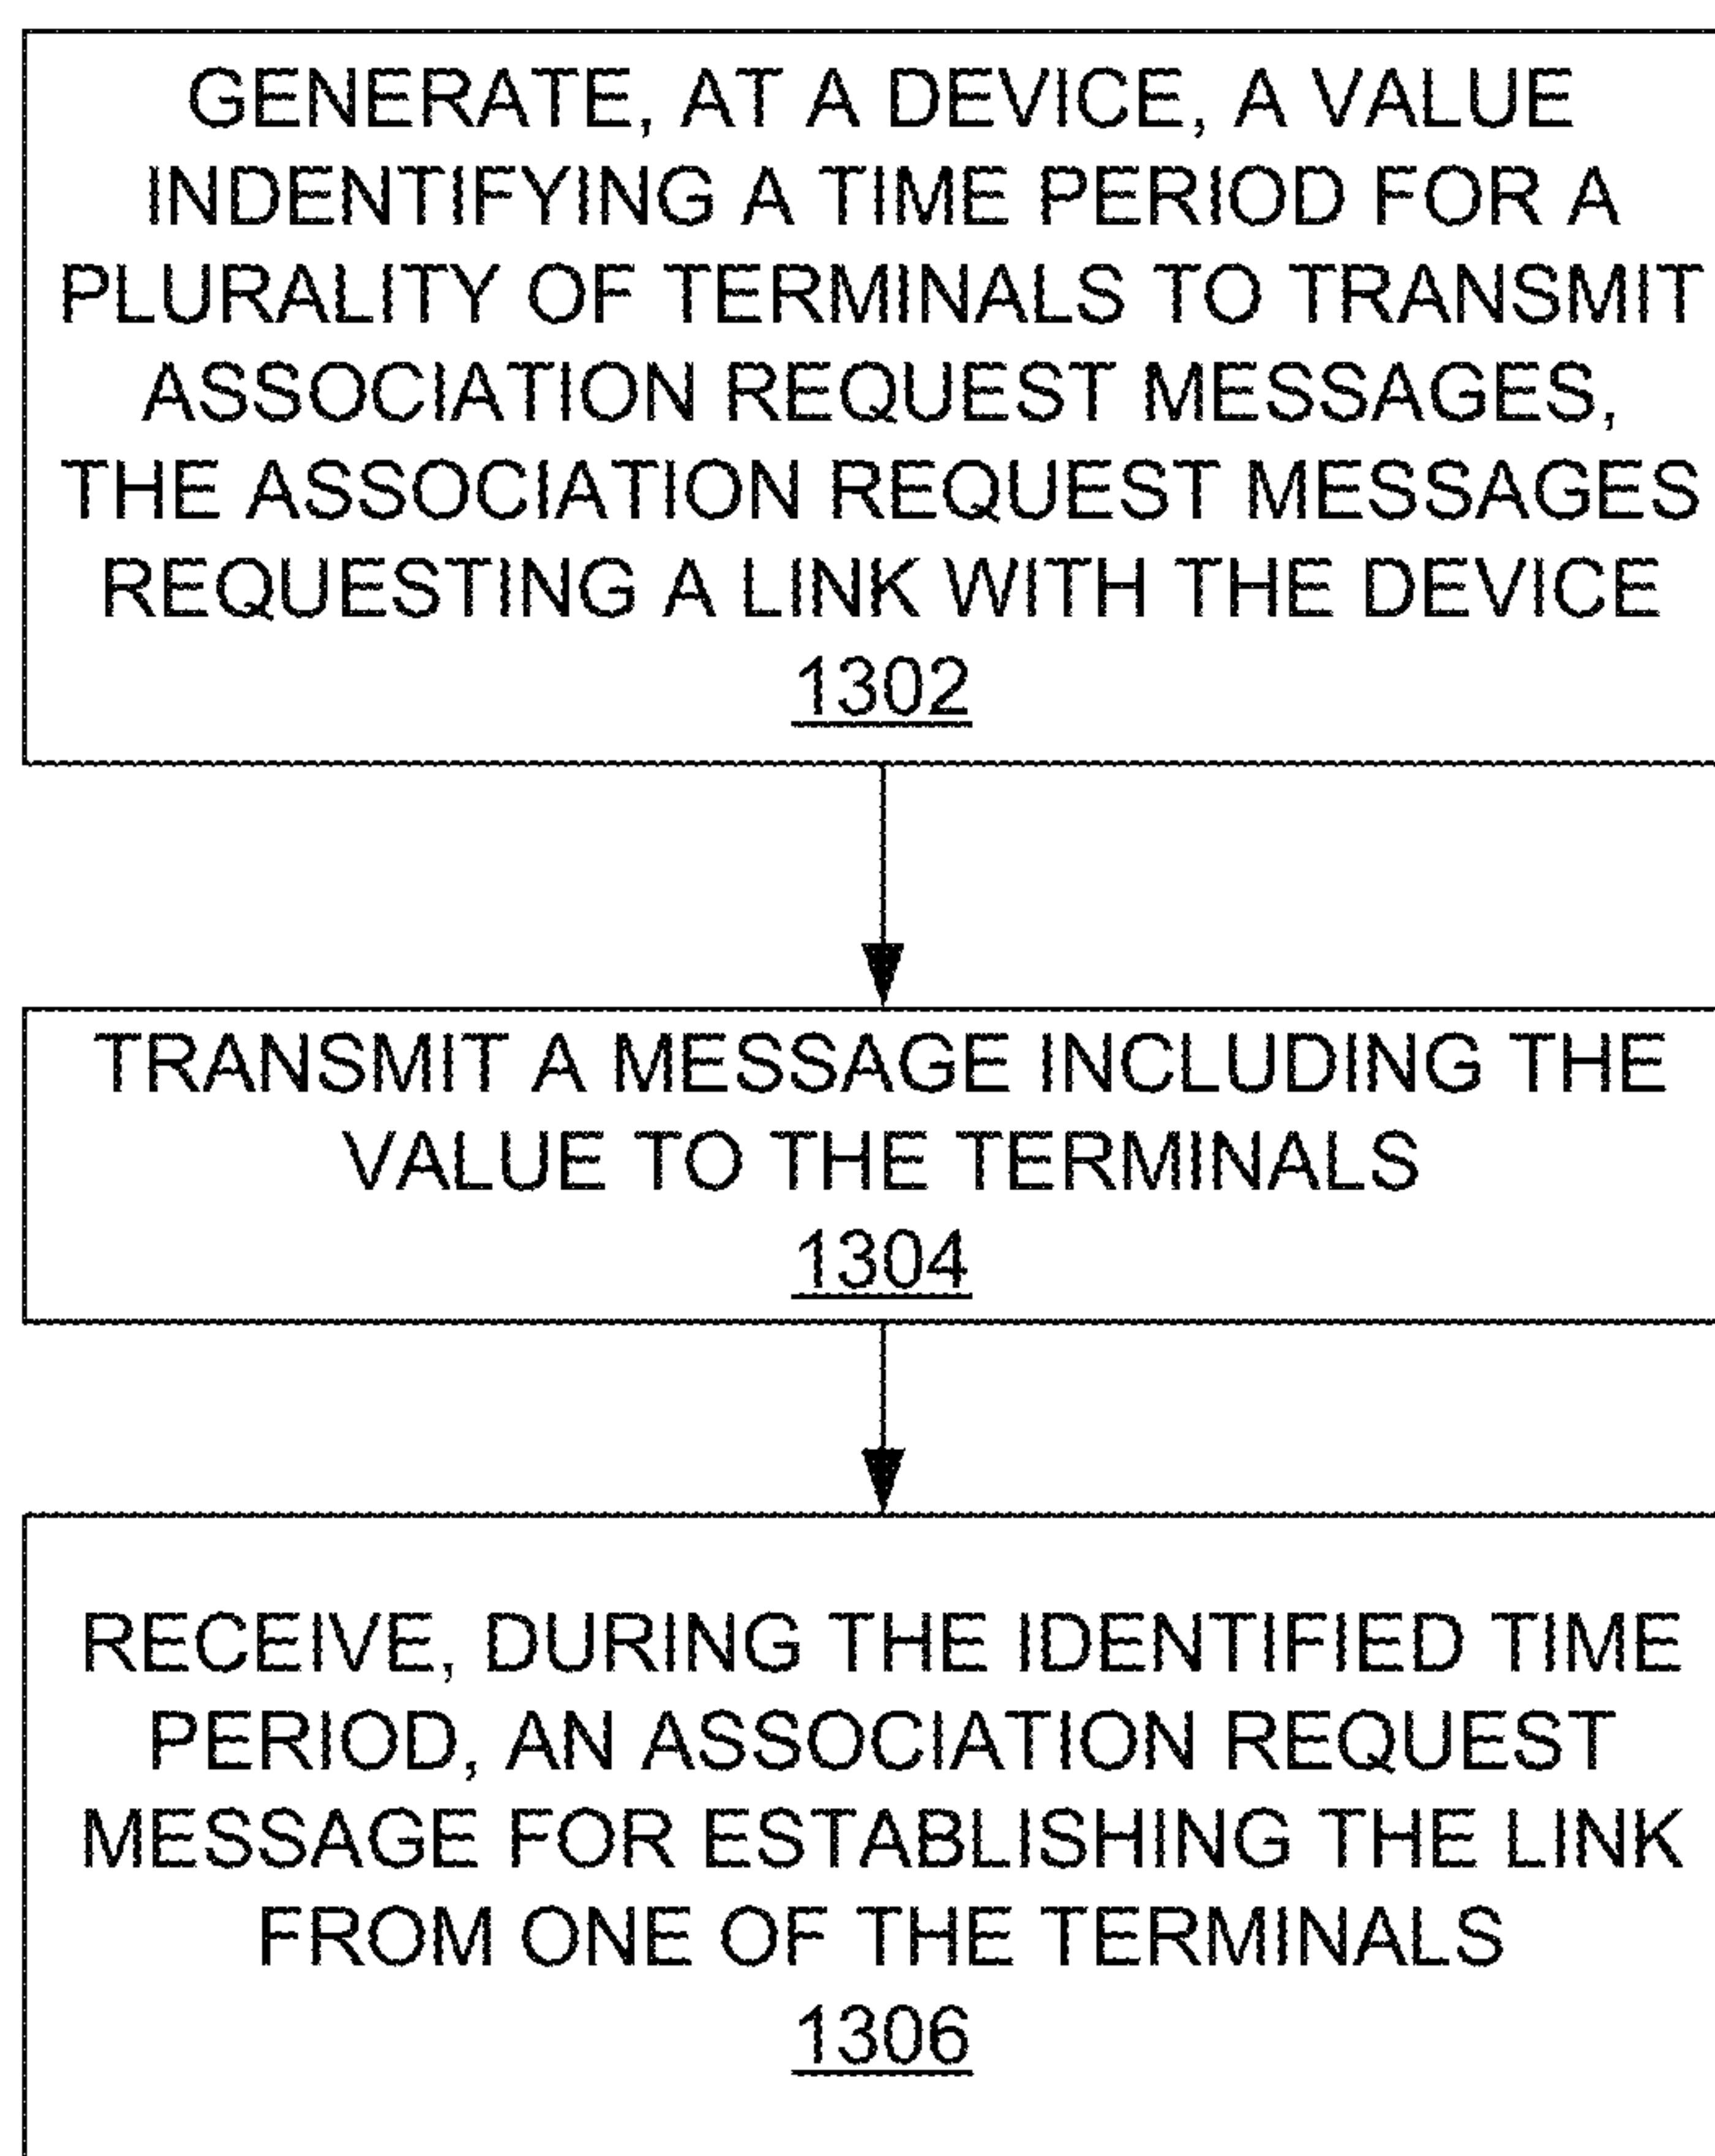 GENERATE, AT A DEVICE, A VALUE
INDENTIFYING A TIME PERIOD FOR A
PLURALITY OF TERMINALS TO TRANSMIT
ASSOCIATION REQUEST MESSAGES,
THE ASSOCIATION REQUEST MESSAGES
REQUESTING A LINK WITH THE DEVICE
1302
TRANSMIT A MESSAGE INCLUDING THE
VALUE TO THE TERMINALS
1304
RECEIVE, DURING THE IDENTIFIED TIME
PERIOD, AN ASSOCIATION REQUEST
MESSAGE FOR ESTABLISHING THE LINK
FROM ONE OF THE TERMINALS
1306